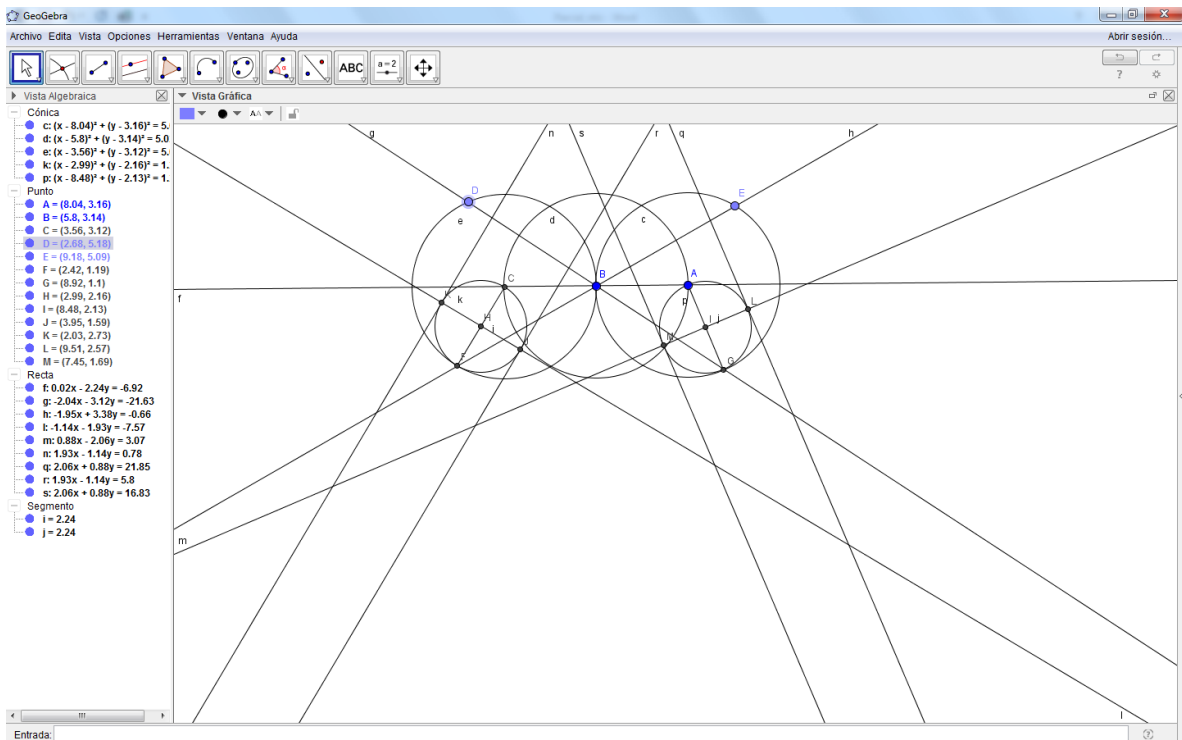 GeoGebra
Archivo Edita Vista Opciones Herramientas Ventana Ayuda
Abrir sesión...
ABC
a = 2
Vista Algebraica
Vista Gráfica
AA
Cónica
c: (x - 8.04)² + (y - 3.16)² = 5.
d: (x - 5.8)² + (y - 3.14)² = 5.0
e: (x - 3.56)² + (y - 3.12)² = 5.
k: (x - 2.99)² + (y - 2.16)² = 1.
p: (x - 8.48)² + (y - 2.13)² = 1.
Punto
A = (8.04, 3.16)
B = (5.8, 3.14)
C = (3.56, 3.12)
D = (2.68, 5.18)
E = (9.18, 5.09)
F = (2.42, 1.19)
G = (8.92, 1.1)
H = (2.99, 2.16)
I = (8.48, 2.13)
J = (3.95, 1.59)
K = (2.03, 2.73)
L = (9.51, 2.57)
M = (7.45, 1.69)
Recta
f: 0.02x - 2.24y = -6.92
g: -2.04x - 3.12y = -21.63
h: -1.95x + 3.38y = -0.66
l: -1.14x - 1.93y = -7.57
m: 0.88x - 2.06y = 3.07
n: 1.93x - 1.14y = 0.78
q: 2.06x + 0.88y = 21.85
r: 1.93x - 1.14y = 5.8
s: 2.06x + 0.88y = 16.83
Segmento
i = 2.24
j = 2.24
g
n
s
r
q
h
D
E
e
d
c
C
B
A
f
K
k
p
L
H
i
I
j
J
M
F
G
m
l
Entrada: